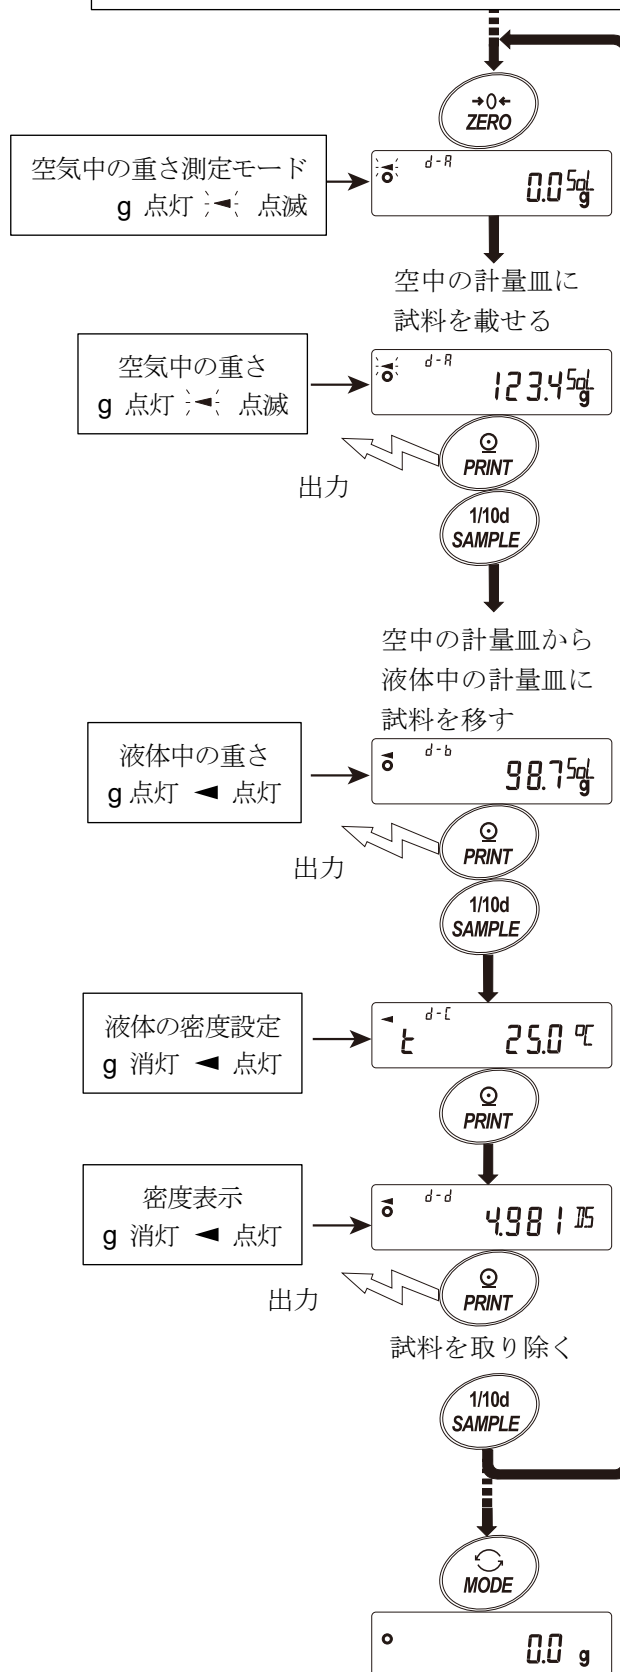 →0←
ZERO
空気中の重さ測定モード
g 点灯 ◄ 点滅
d-A
0.0 Sol g
空中の計量皿に
試料を載せる
空気中の重さ
g 点灯 ◄ 点滅
d-A
123.4 Sol g
PRINT
出力
1/10d
SAMPLE
空中の計量皿から
液体中の計量皿に
試料を移す
液体中の重さ
g 点灯 ◄ 点灯
d-b
98.7 Sol g
PRINT
出力
1/10d
SAMPLE
液体の密度設定
g 消灯 ◄ 点灯
d-C
t 25.0 ℃
PRINT
密度表示
g 消灯 ◄ 点灯
d-d
4.981 DS
出力
PRINT
試料を取り除く
1/10d
SAMPLE
MODE
0.0 g